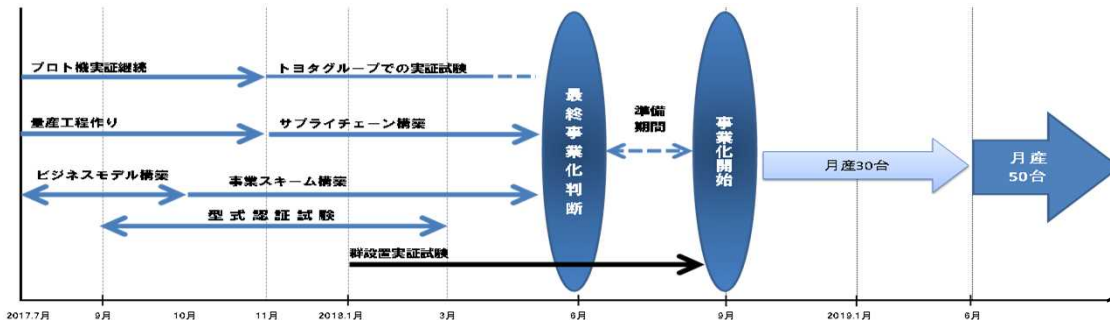 プロト機実証継続
トヨタグループでの実証試験
量産工程作り
サプライチェーン構築
ビジネスモデル構築
事業スキーム構築
型式認証試験
群設置実証試験
最終事業化判断
準備
期間
事業化開始
月産30台
月産
50台
2017.7月 9月 10月 11月 2018.1月 3月 6月 9月 2019.1月 6月